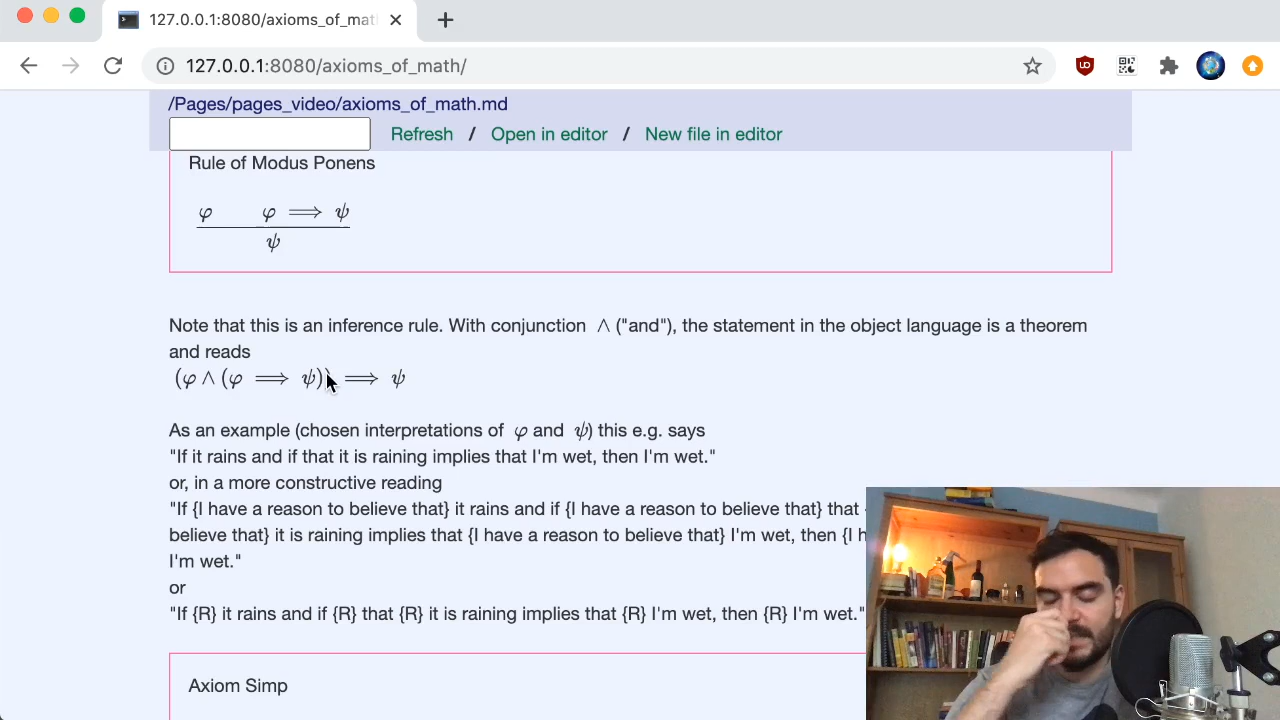 127.0.0.1:8080/axioms_of_mat
127.0.0.1:8080/axioms_of_math/
/Pages/pages_video/axioms_of_math.md
Refresh / Open in editor / New file in editor
Rule of Modus Ponens
φ φ ⟹ ψ
ψ
Note that this is an inference rule. With conjunction ∧ ("and"), the statement in the object language is a theorem
and reads
(φ ∧ (φ ⟹ ψ)) ⟹ ψ
As an example (chosen interpretations of φ and ψ) this e.g. says
"If it rains and if that it is raining implies that I'm wet, then I'm wet."
or, in a more constructive reading
"If {I have a reason to believe that} it rains and if {I have a reason to believe that} that
believe that} it is raining implies that {I have a reason to believe that} I'm wet, then {I
I'm wet."
or
"If {R} it rains and if {R} that {R} it is raining implies that {R} I'm wet, then {R} I'm wet."
Axiom Simp